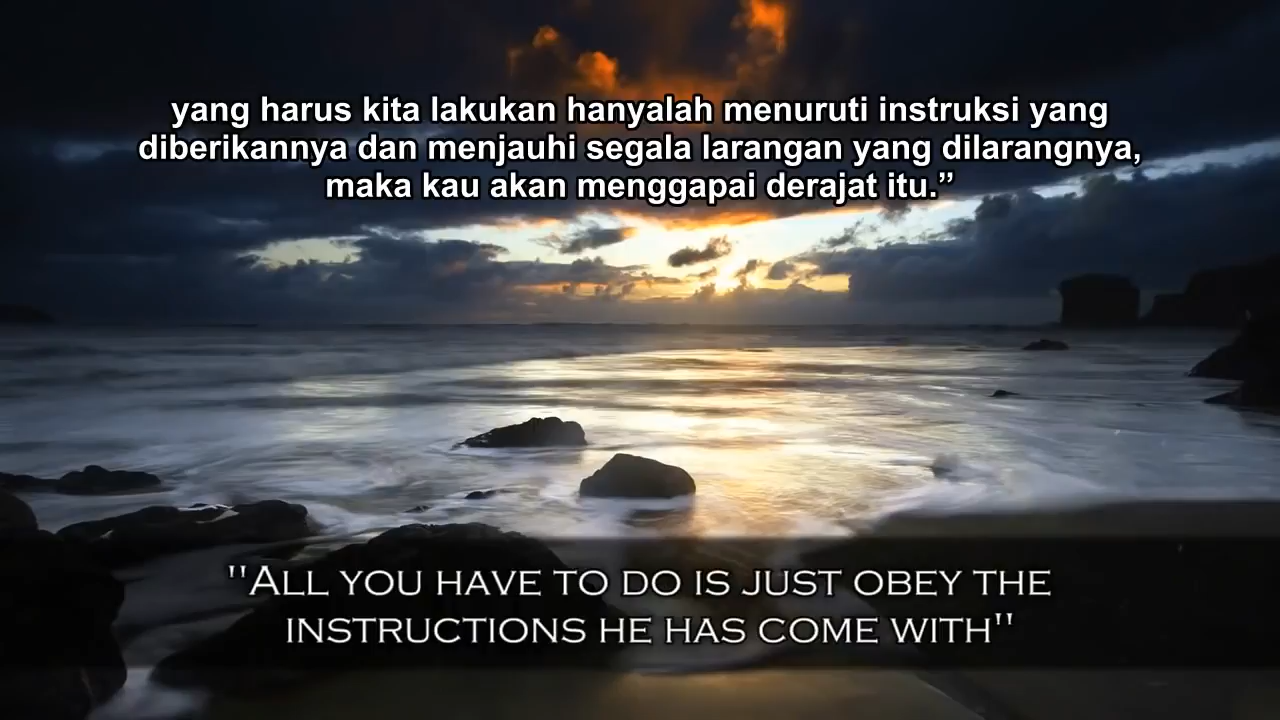 yang harus kita lakukan hanyalah menuruti instruksi yang
diberikannya dan menjauhi segala larangan yang dilarangnya,
maka kau akan menggapai derajat itu.”
"All you have to do is just obey the
instructions he has come with"